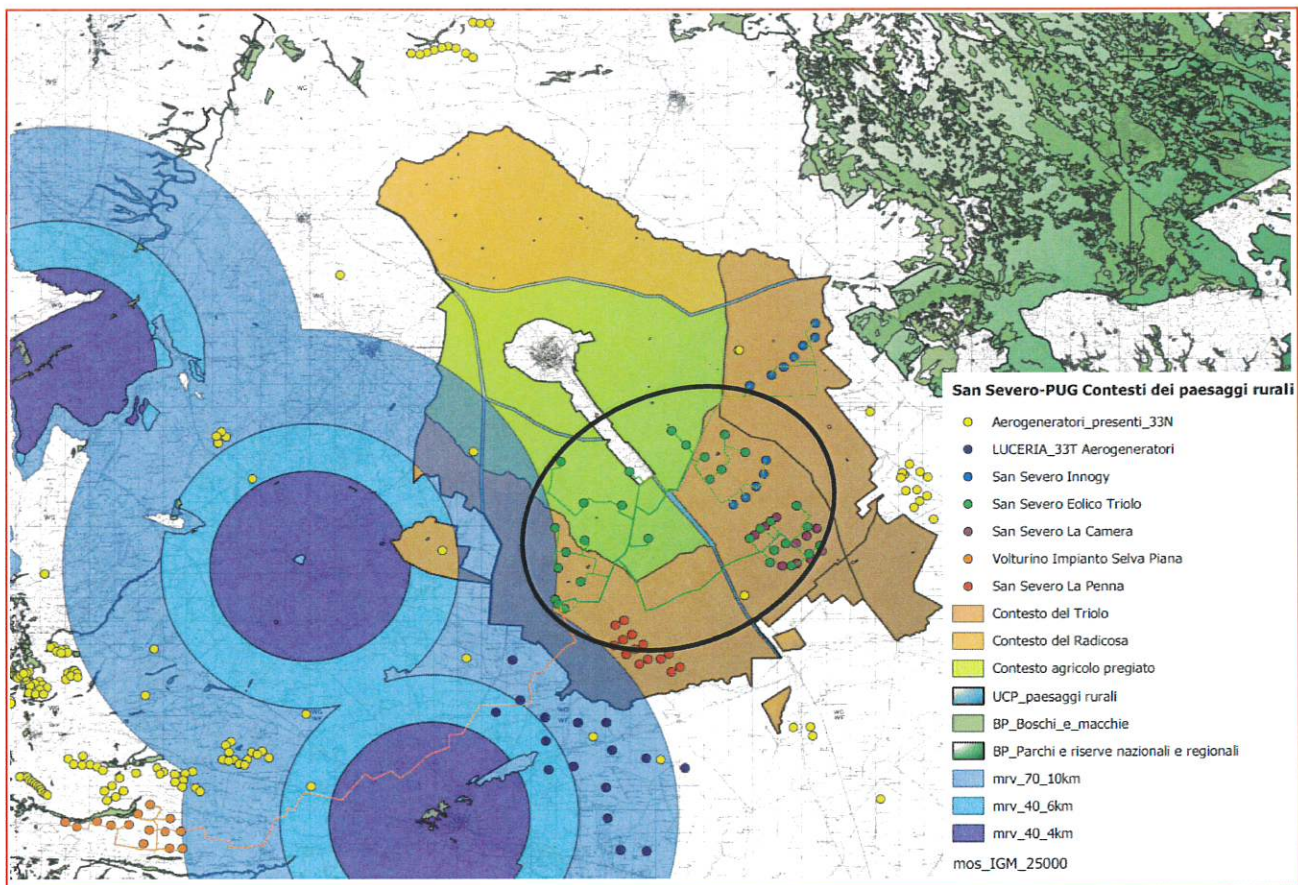 San Severo-PUG Contesti dei paesaggi rurali
Aerogeneratori_presenti_33N
LUCERIA_33T Aerogeneratori
San Severo Innogy
San Severo Eolico Triolo
San Severo La Camera
Volturino Impianto Selva Piana
San Severo La Penna
Contesto del Triolo
Contesto del Radicosa
Contesto agricolo pregiato
UCP_paesaggi rurali
BP_Boschi_e_macchie
BP_Parchi e riserve nazionali e regionali
mrv_70_10km
mrv_40_6km
mrv_40_4km
mos_IGM_25000